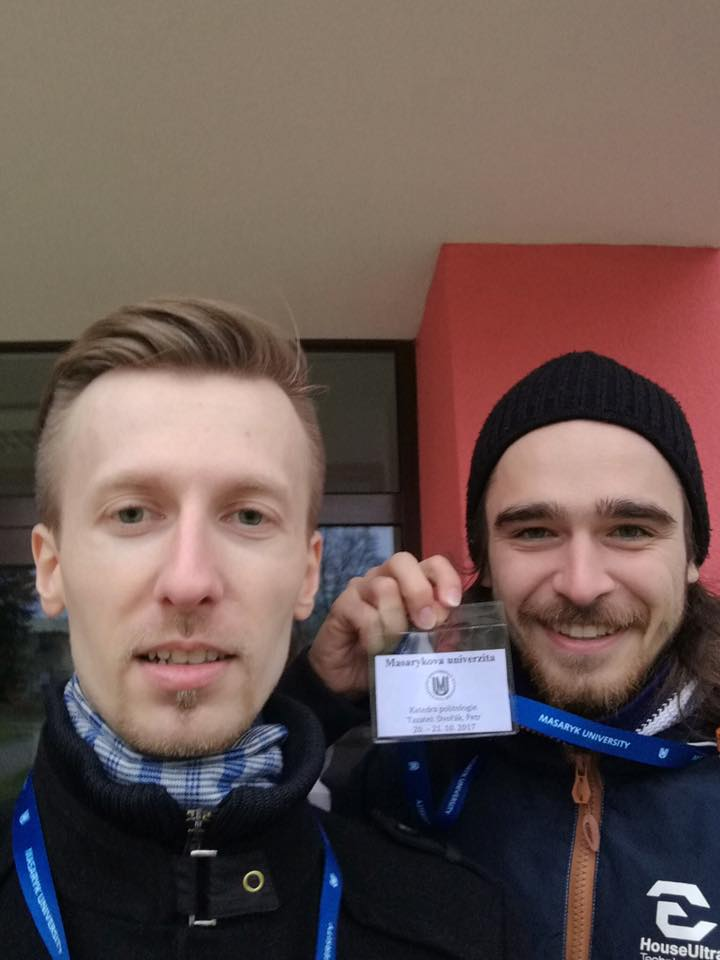 Masarykova univerzita
Katedra politologie
Tazatel: Dvořák, Petr
20. - 21. 10. 2017
MASARYK UNIVERSITY
MASARYK UNIVERSITY
HouseUltra